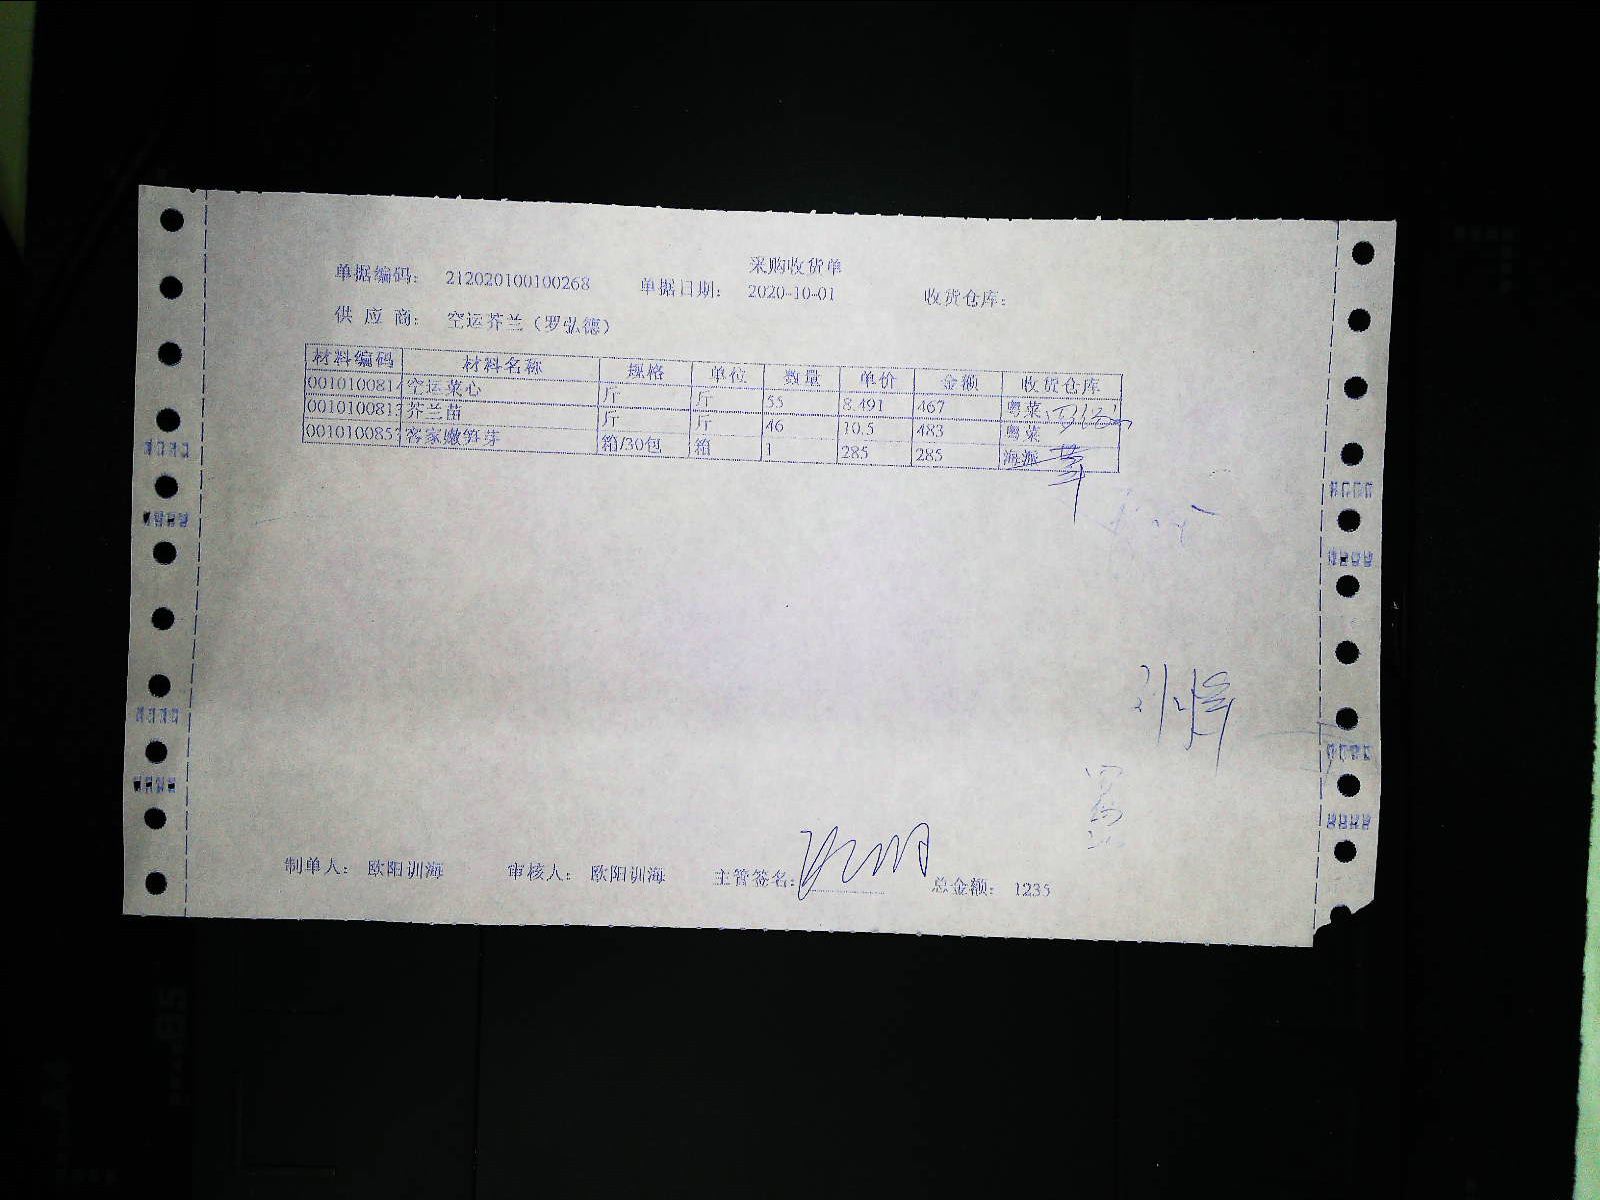 采购收货单
单据编码： 212020100100268 单据日期： 2020-10-01 收货仓库：
供 应 商： 空运芥兰（罗弘德）
材料编码 材料名称 规格 单位 数量 单价 金额 收货仓库
001010081 空运菜心 斤 斤 55 8.491 467 粤菜
001010081 芥兰苗 斤 斤 46 10.5 483 粤菜
001010085 客家嫩笋芽 箱/30包 箱 1 285 285 海派
制单人： 欧阳训海 审核人： 欧阳训海 主管签名： 总金额： 1235